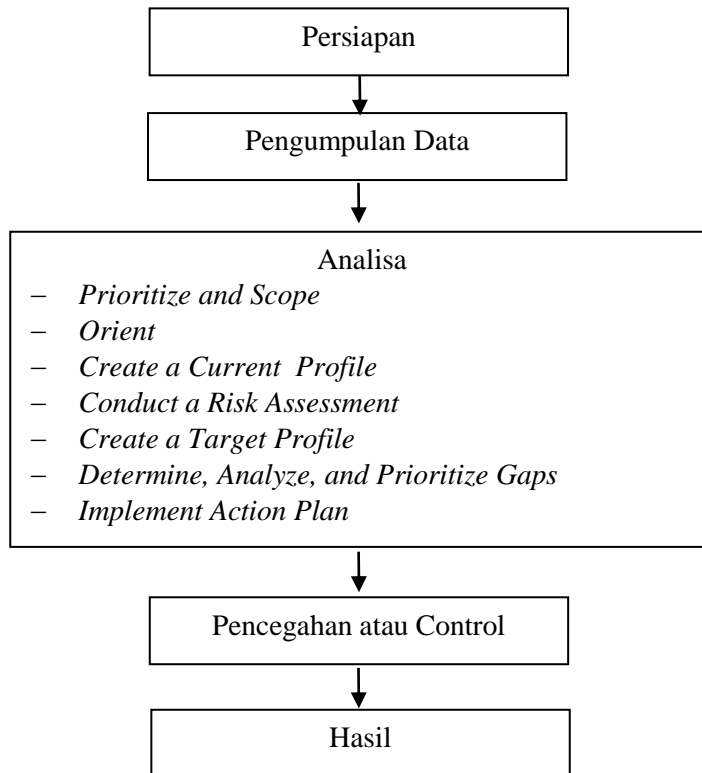 Persiapan
Pengumpulan Data
Analisa
– Prioritize and Scope
– Orient
– Create a Current Profile
– Conduct a Risk Assessment
– Create a Target Profile
– Determine, Analyze, and Prioritize Gaps
– Implement Action Plan
Pencegahan atau Control
Hasil